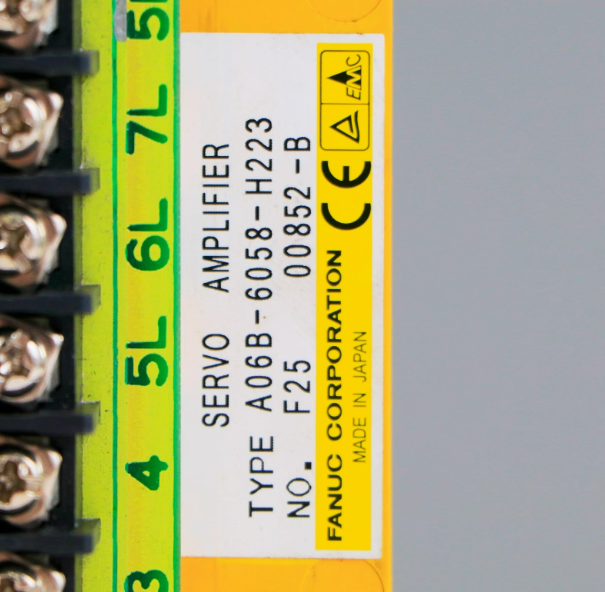 SERVO AMPLIFIER
TYPE A06B-6058-H223
NO. F25 00852-B
FANUC CORPORATION CE EMC
MADE IN JAPAN
3
4
5L
6L
7L